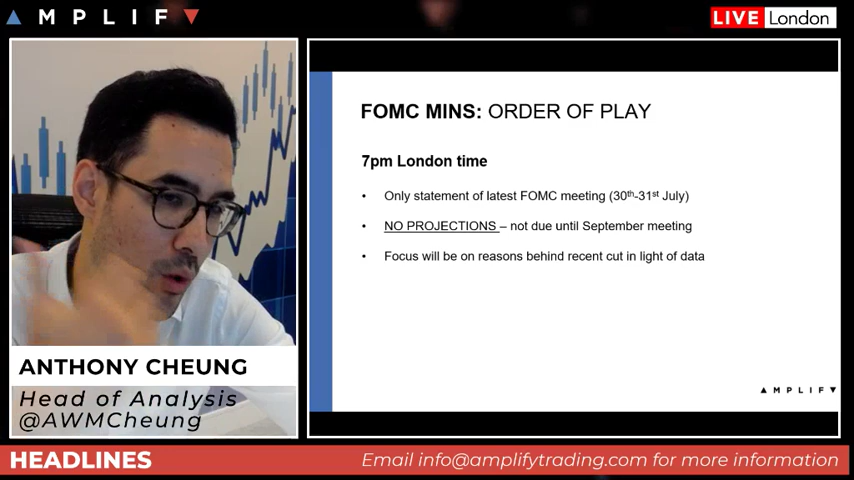 AMPLIFY
LIVE London
FOMC MINS: ORDER OF PLAY
7pm London time
• Only statement of latest FOMC meeting (30th-31st July)
• NO PROJECTIONS – not due until September meeting
• Focus will be on reasons behind recent cut in light of data
AMPLIFY
ANTHONY CHEUNG
Head of Analysis
@AWMCheung
HEADLINES
Email info@amplifytrading.com for more information